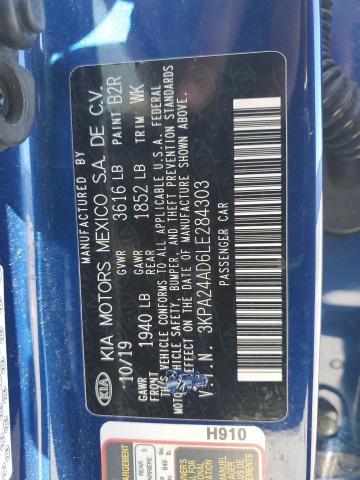 MANUFACTURED BY
KIA KIA MOTORS MEXICO S.A. DE C.V.
10/19 GVWR 3616 LB PAINT B2R
GAWR FRONT 1940 LB GAWR REAR 1852 LB TRIM WK
THIS VEHICLE CONFORMS TO ALL APPLICABLE U.S.A. FEDERAL
MOTOR VEHICLE SAFETY, BUMPER, AND THEFT PREVENTION STANDARDS
IN EFFECT ON THE DATE OF MANUFACTURE SHOWN ABOVE.
V.I.N. 3KPA24AD6LE284303
PASSENGER CAR
H910